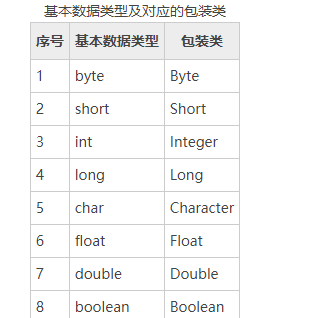 基本数据类型及对应的包装类
序号 基本数据类型 包装类
1 byte Byte
2 short Short
3 int Integer
4 long Long
5 char Character
6 float Float
7 double Double
8 boolean Boolean